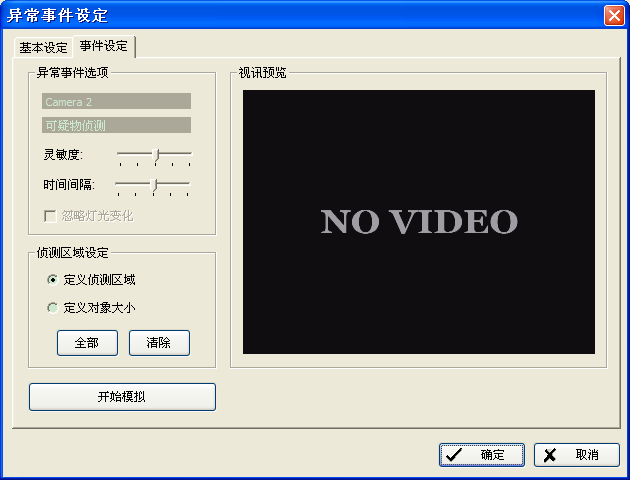 异常事件设定
基本设定
事件设定
异常事件选项
Camera 2
可疑物侦测
灵敏度:
时间间隔:
忽略灯光变化
侦测区域设定
定义侦测区域
定义对象大小
全部
清除
开始模拟
视讯预览
NO VIDEO
确定
取消